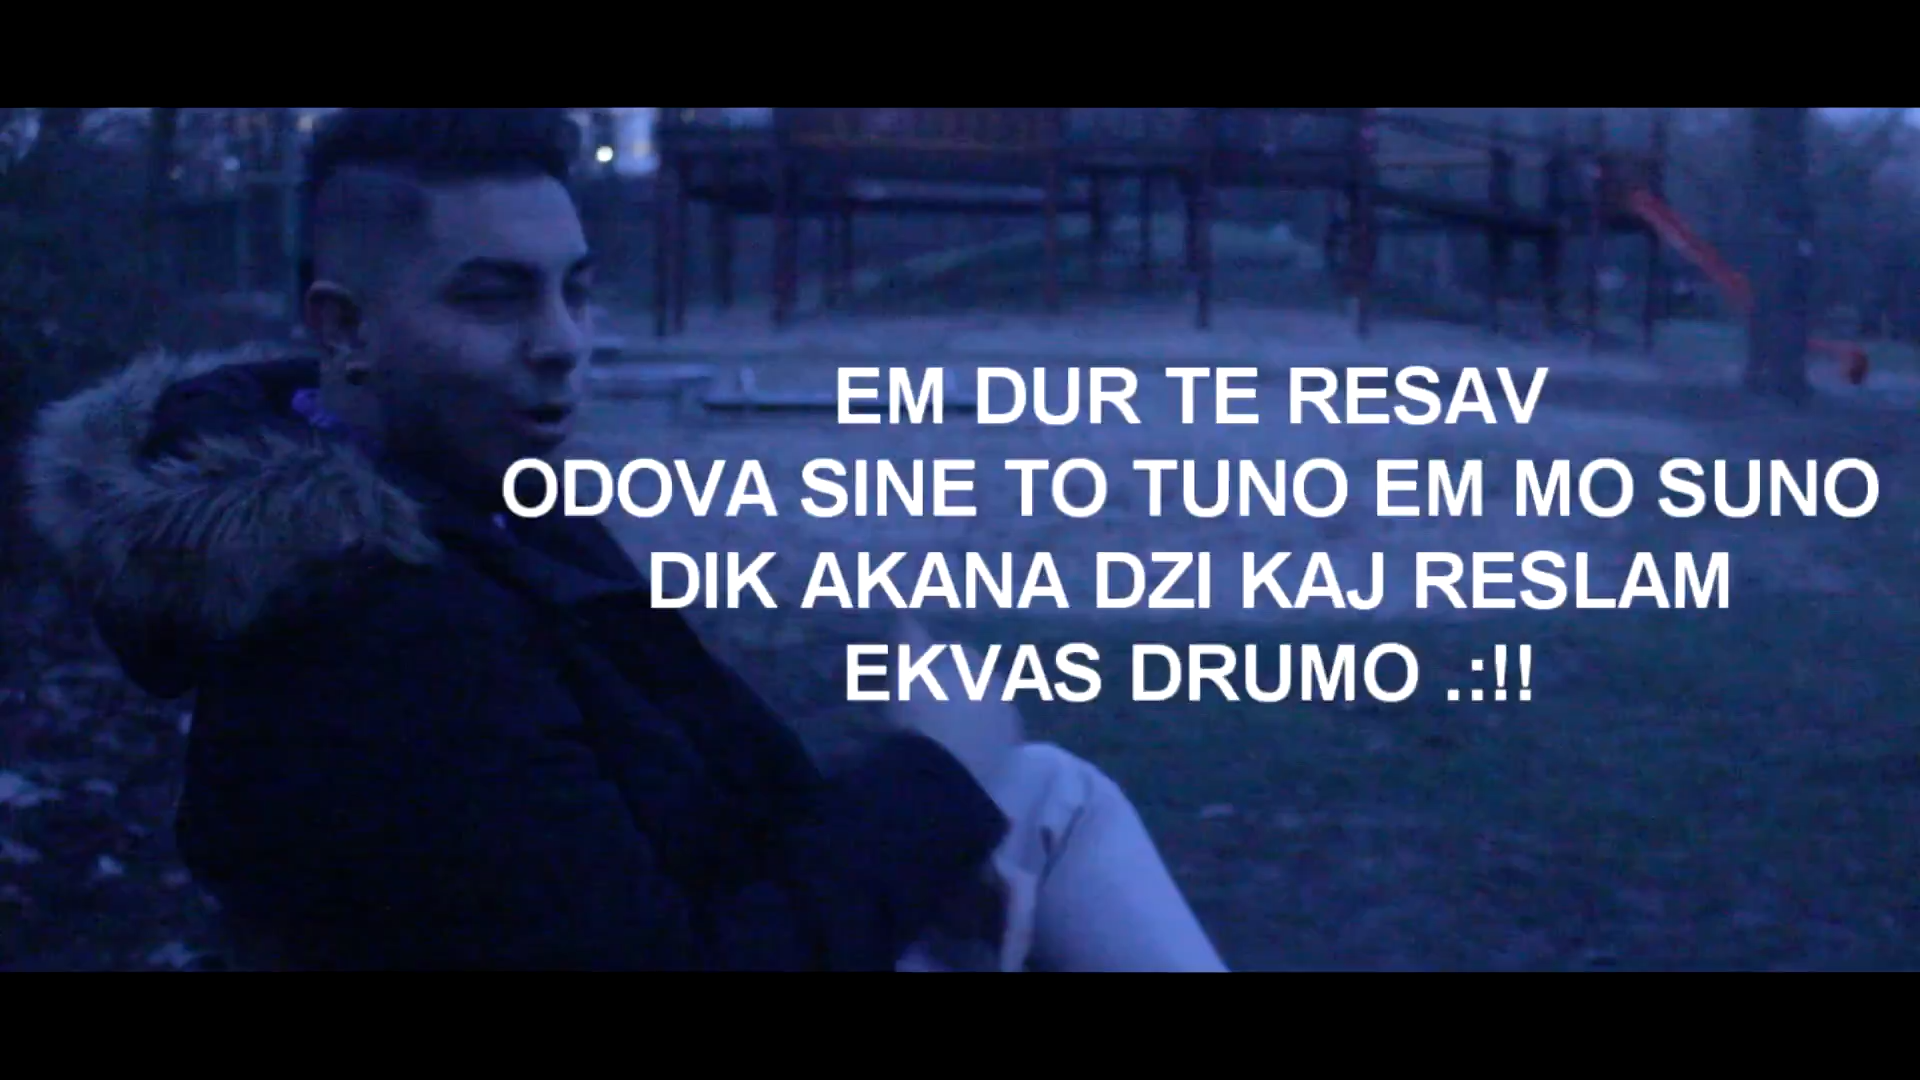 EM DUR TE RESAV
ODOVA SINE TO TUNO EM MO SUNO
DIK AKANA DZI KAJ RESLAM
EKVAS DRUMO .:!!